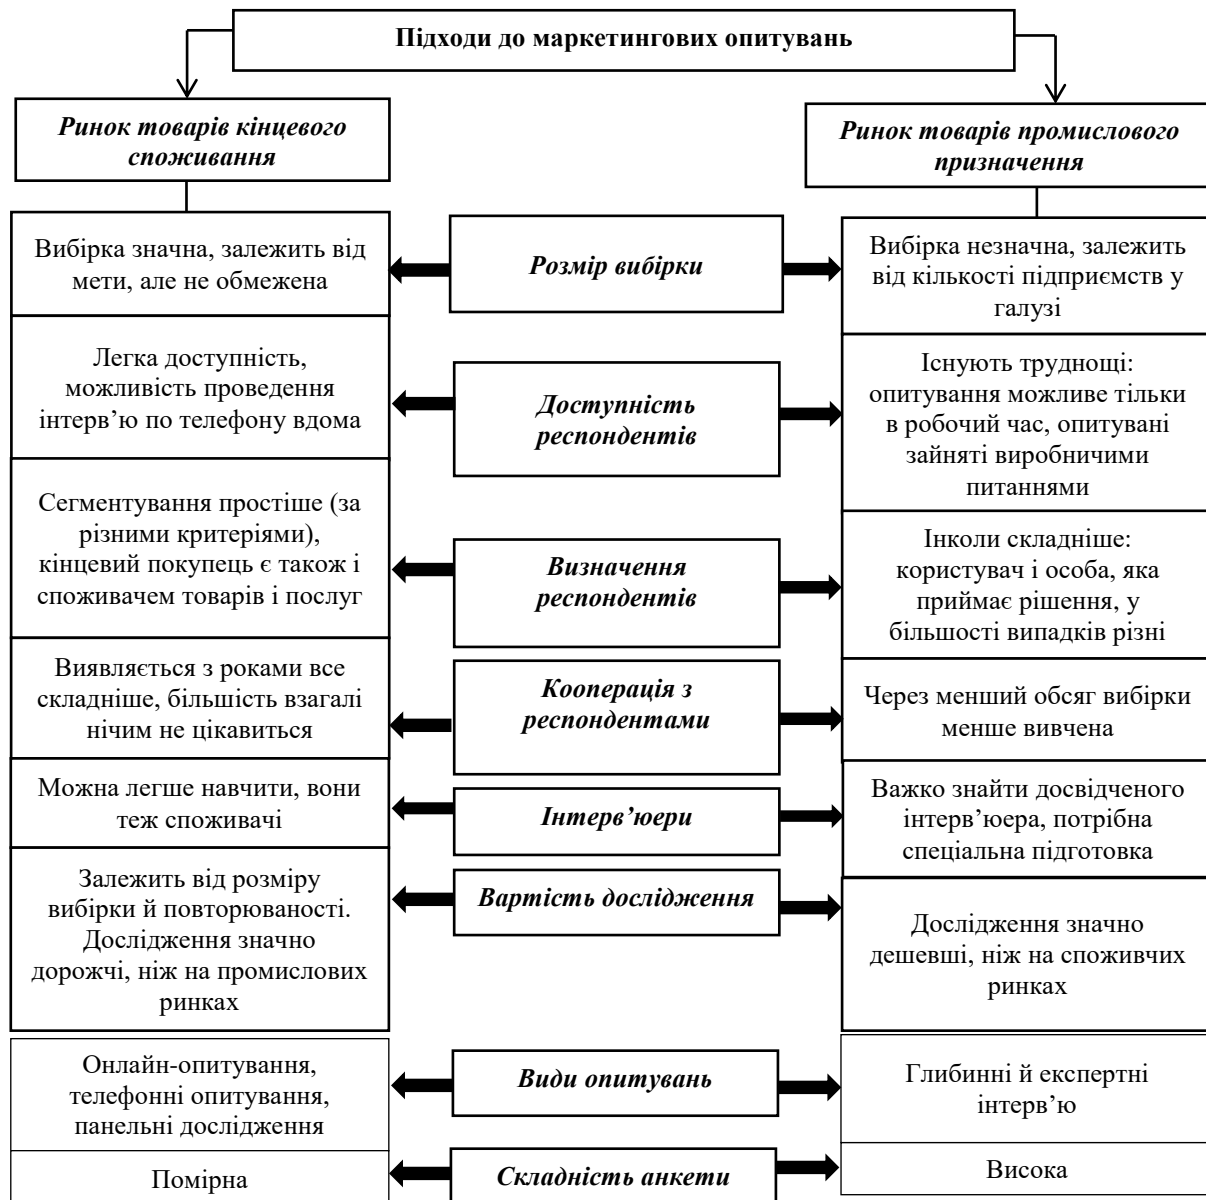 Підходи до маркетингових опитувань
Ринок товарів кінцевого
споживання
Ринок товарів промислового
призначення
Вибірка значна, залежить від
мети, але не обмежена
Розмір вибірки
Вибірка незначна, залежить
від кількості підприємств у
галузі
Легка доступність,
можливість проведення
інтерв’ю по телефону вдома
Доступність
респондентів
Існують труднощі:
опитування можливе тільки
в робочий час, опитувані
зайняті виробничими
питаннями
Сегментування простіше (за
різними критеріями),
кінцевий покупець є також і
споживачем товарів і послуг
Визначення
респондентів
Інколи складніше:
користувач і особа, яка
приймає рішення, у
більшості випадків різні
Виявляється з роками все
складніше, більшість взагалі
нічим не цікавиться
Кооперація з
респондентами
Через менший обсяг вибірки
менше вивчена
Можна легше навчити, вони
теж споживачі
Інтерв’юери
Важко знайти досвідченого
інтерв’юера, потрібна
спеціальна підготовка
Залежить від розміру
вибірки й повторюваності.
Дослідження значно
дорожчі, ніж на промислових
ринках
Вартість дослідження
Дослідження значно
дешевші, ніж на споживчих
ринках
Онлайн-опитування,
телефонні опитування,
панельні дослідження
Види опитувань
Глибинні й експертні
інтерв’ю
Помірна
Складність анкети
Висока